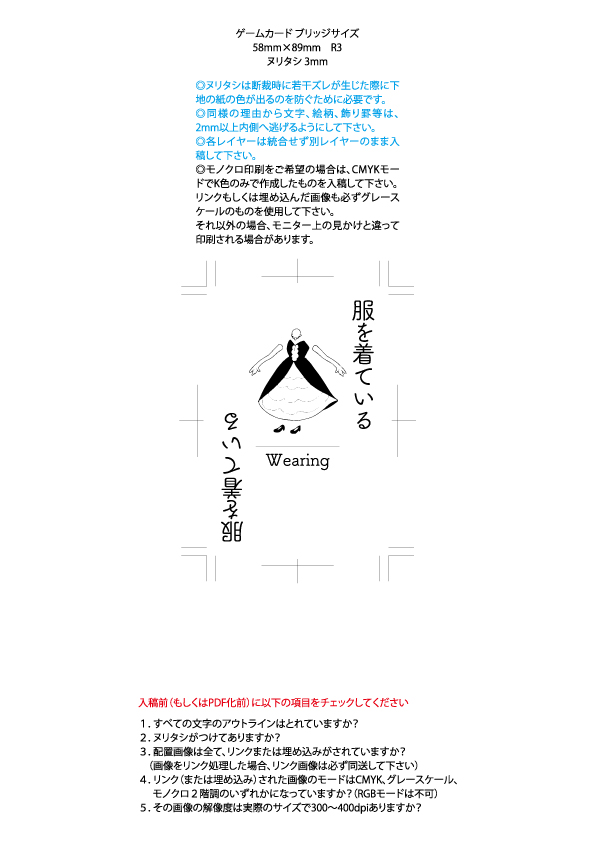 ゲームカード ブリッジサイズ
58mm×89mm　R3
ヌリタシ 3mm
◎ヌリタシは断裁時に若干ズレが生じた際に下
地の紙の色が出るのを防ぐために必要です。
◎同様の理由から文字、絵柄、飾り罫等は、
2mm以上内側へ逃げるようにして下さい。
◎各レイヤーは統合せず別レイヤーのまま入
稿して下さい。
◎モノクロ印刷をご希望の場合は、CMYKモー
ドでK色のみで作成したものを入稿して下さい。
リンクもしくは埋め込んだ画像も必ずグレース
ケールのものを使用して下さい。
それ以外の場合、モニター上の見かけと違って
印刷される場合があります。
服を着ている
Wearing
服を着ている
入稿前（もしくはPDF化前）に以下の項目をチェックしてください
１．すべての文字のアウトラインはとれていますか？
２．ヌリタシがつけてありますか？
３．配置画像は全て、リンクまたは埋め込みがされていますか？
（画像をリンク処理した場合、リンク画像は必ず同送して下さい）
４．リンク（または埋め込み）された画像のモードはCMYK、グレースケール、
モノクロ２階調のいずれかになっていますか？（RGBモードは不可）
５．その画像の解像度は実際のサイズで300〜400dpiありますか？